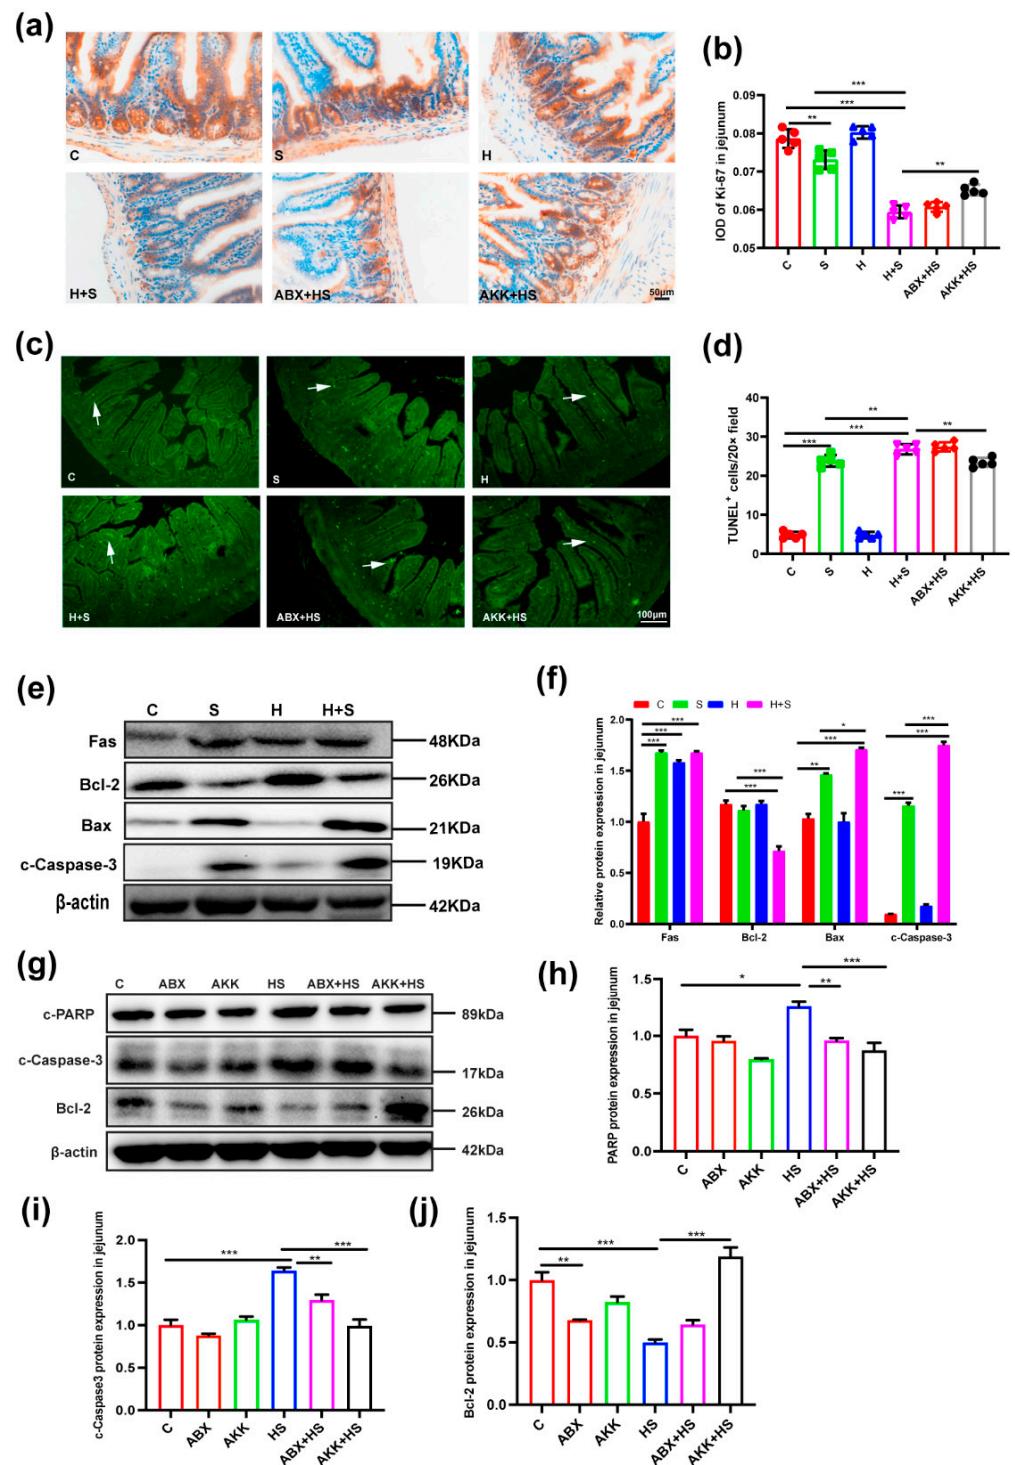 (a)
C
S
H
H+S
ABX+HS
AKK+HS
50μm
(b)
IOD of Ki-67 in jejunum
0.09
0.08
0.07
0.06
0.05
***
***
**
**
C
S
H
H+S
ABX+HS
AKK+HS
(c)
C
S
H
H+S
ABX+HS
AKK+HS
100μm
(d)
TUNEL+ cells/20× field
40
30
20
10
0
**
***
**
***
C
S
H
H+S
ABX+HS
AKK+HS
(e)
C S H H+S
Fas 48KDa
Bcl-2 26KDa
Bax 21KDa
c-Caspase-3 19KDa
β-actin 42KDa
(f)
C S H H+S
Relative protein expression in jejunum
2.0
1.5
1.0
0.5
0.0
***
***
***
***
***
*
***
**
***
***
***
Fas Bcl-2 Bax c-Caspase-3
(g)
C ABX AKK HS ABX+HS AKK+HS
c-PARP 89kDa
c-Caspase-3 17kDa
Bcl-2 26kDa
β-actin 42kDa
(h)
PARP protein expression in jejunum
1.5
1.0
0.5
0.0
***
*
**
C
ABX
AKK
HS
ABX+HS
AKK+HS
(i)
c-Caspase3 protein expression in jejunum
2.0
1.5
1.0
0.5
0.0
***
***
**
C
ABX
AKK
HS
ABX+HS
AKK+HS
(j)
Bcl-2 protein expression in jejunum
1.5
1.0
0.5
0.0
***
***
**
C
ABX
AKK
HS
ABX+HS
AKK+HS